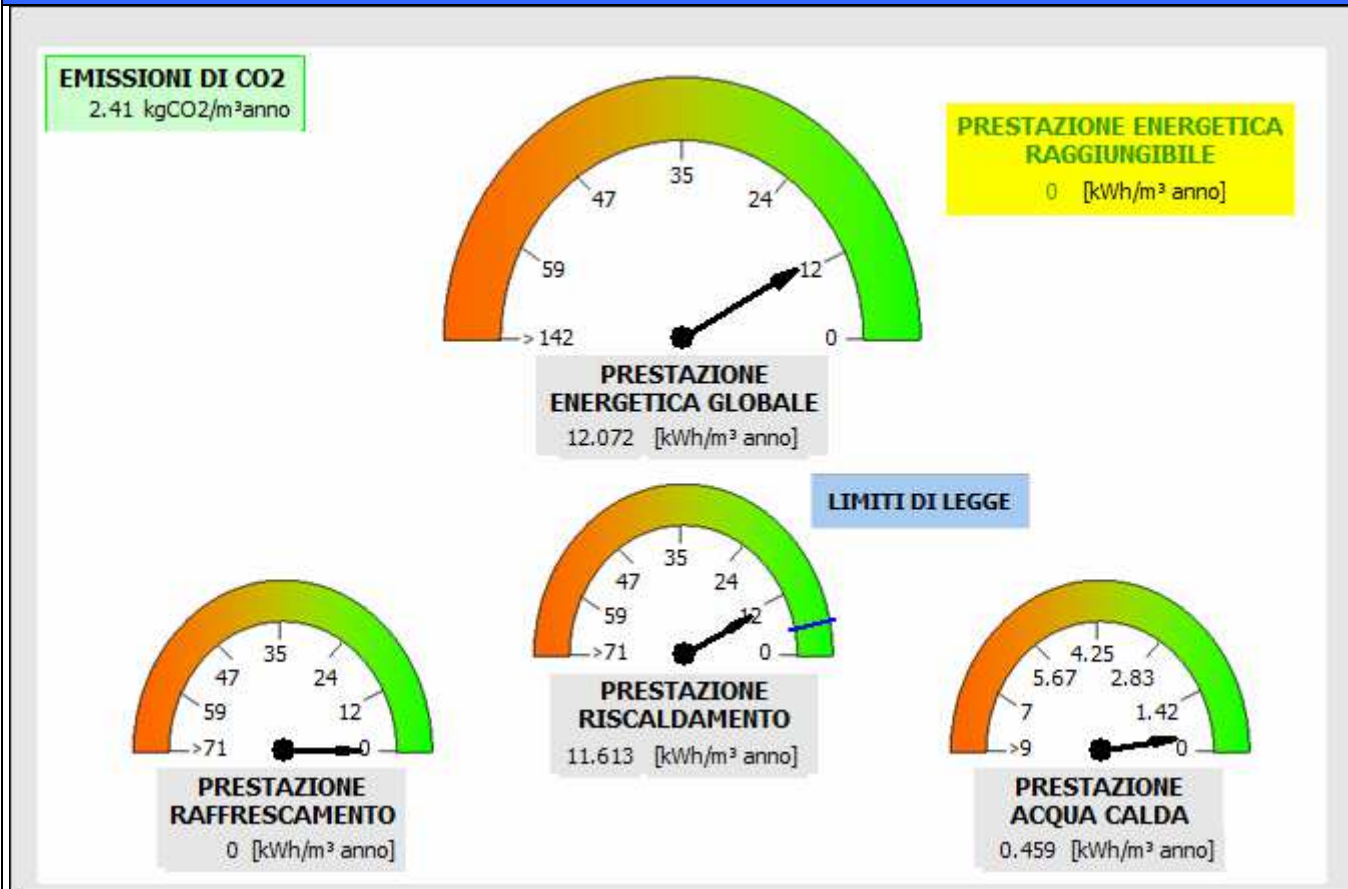 EMISSIONI DI CO2
2.41 kgCO2/m³anno
PRESTAZIONE ENERGETICA
RAGGIUNGIBILE
0 [kWh/m³ anno]
35
47
24
59
12
> 142
0
PRESTAZIONE
ENERGETICA GLOBALE
12.072 [kWh/m³ anno]
LIMITI DI LEGGE
35
47
24
59
12
>71
0
PRESTAZIONE
RISCALDAMENTO
11.613 [kWh/m³ anno]
35
47
24
59
12
>71
0
PRESTAZIONE
RAFFRESCAMENTO
0 [kWh/m³ anno]
4.25
5.67
2.83
7
1.42
>9
0
PRESTAZIONE
ACQUA CALDA
0.459 [kWh/m³ anno]